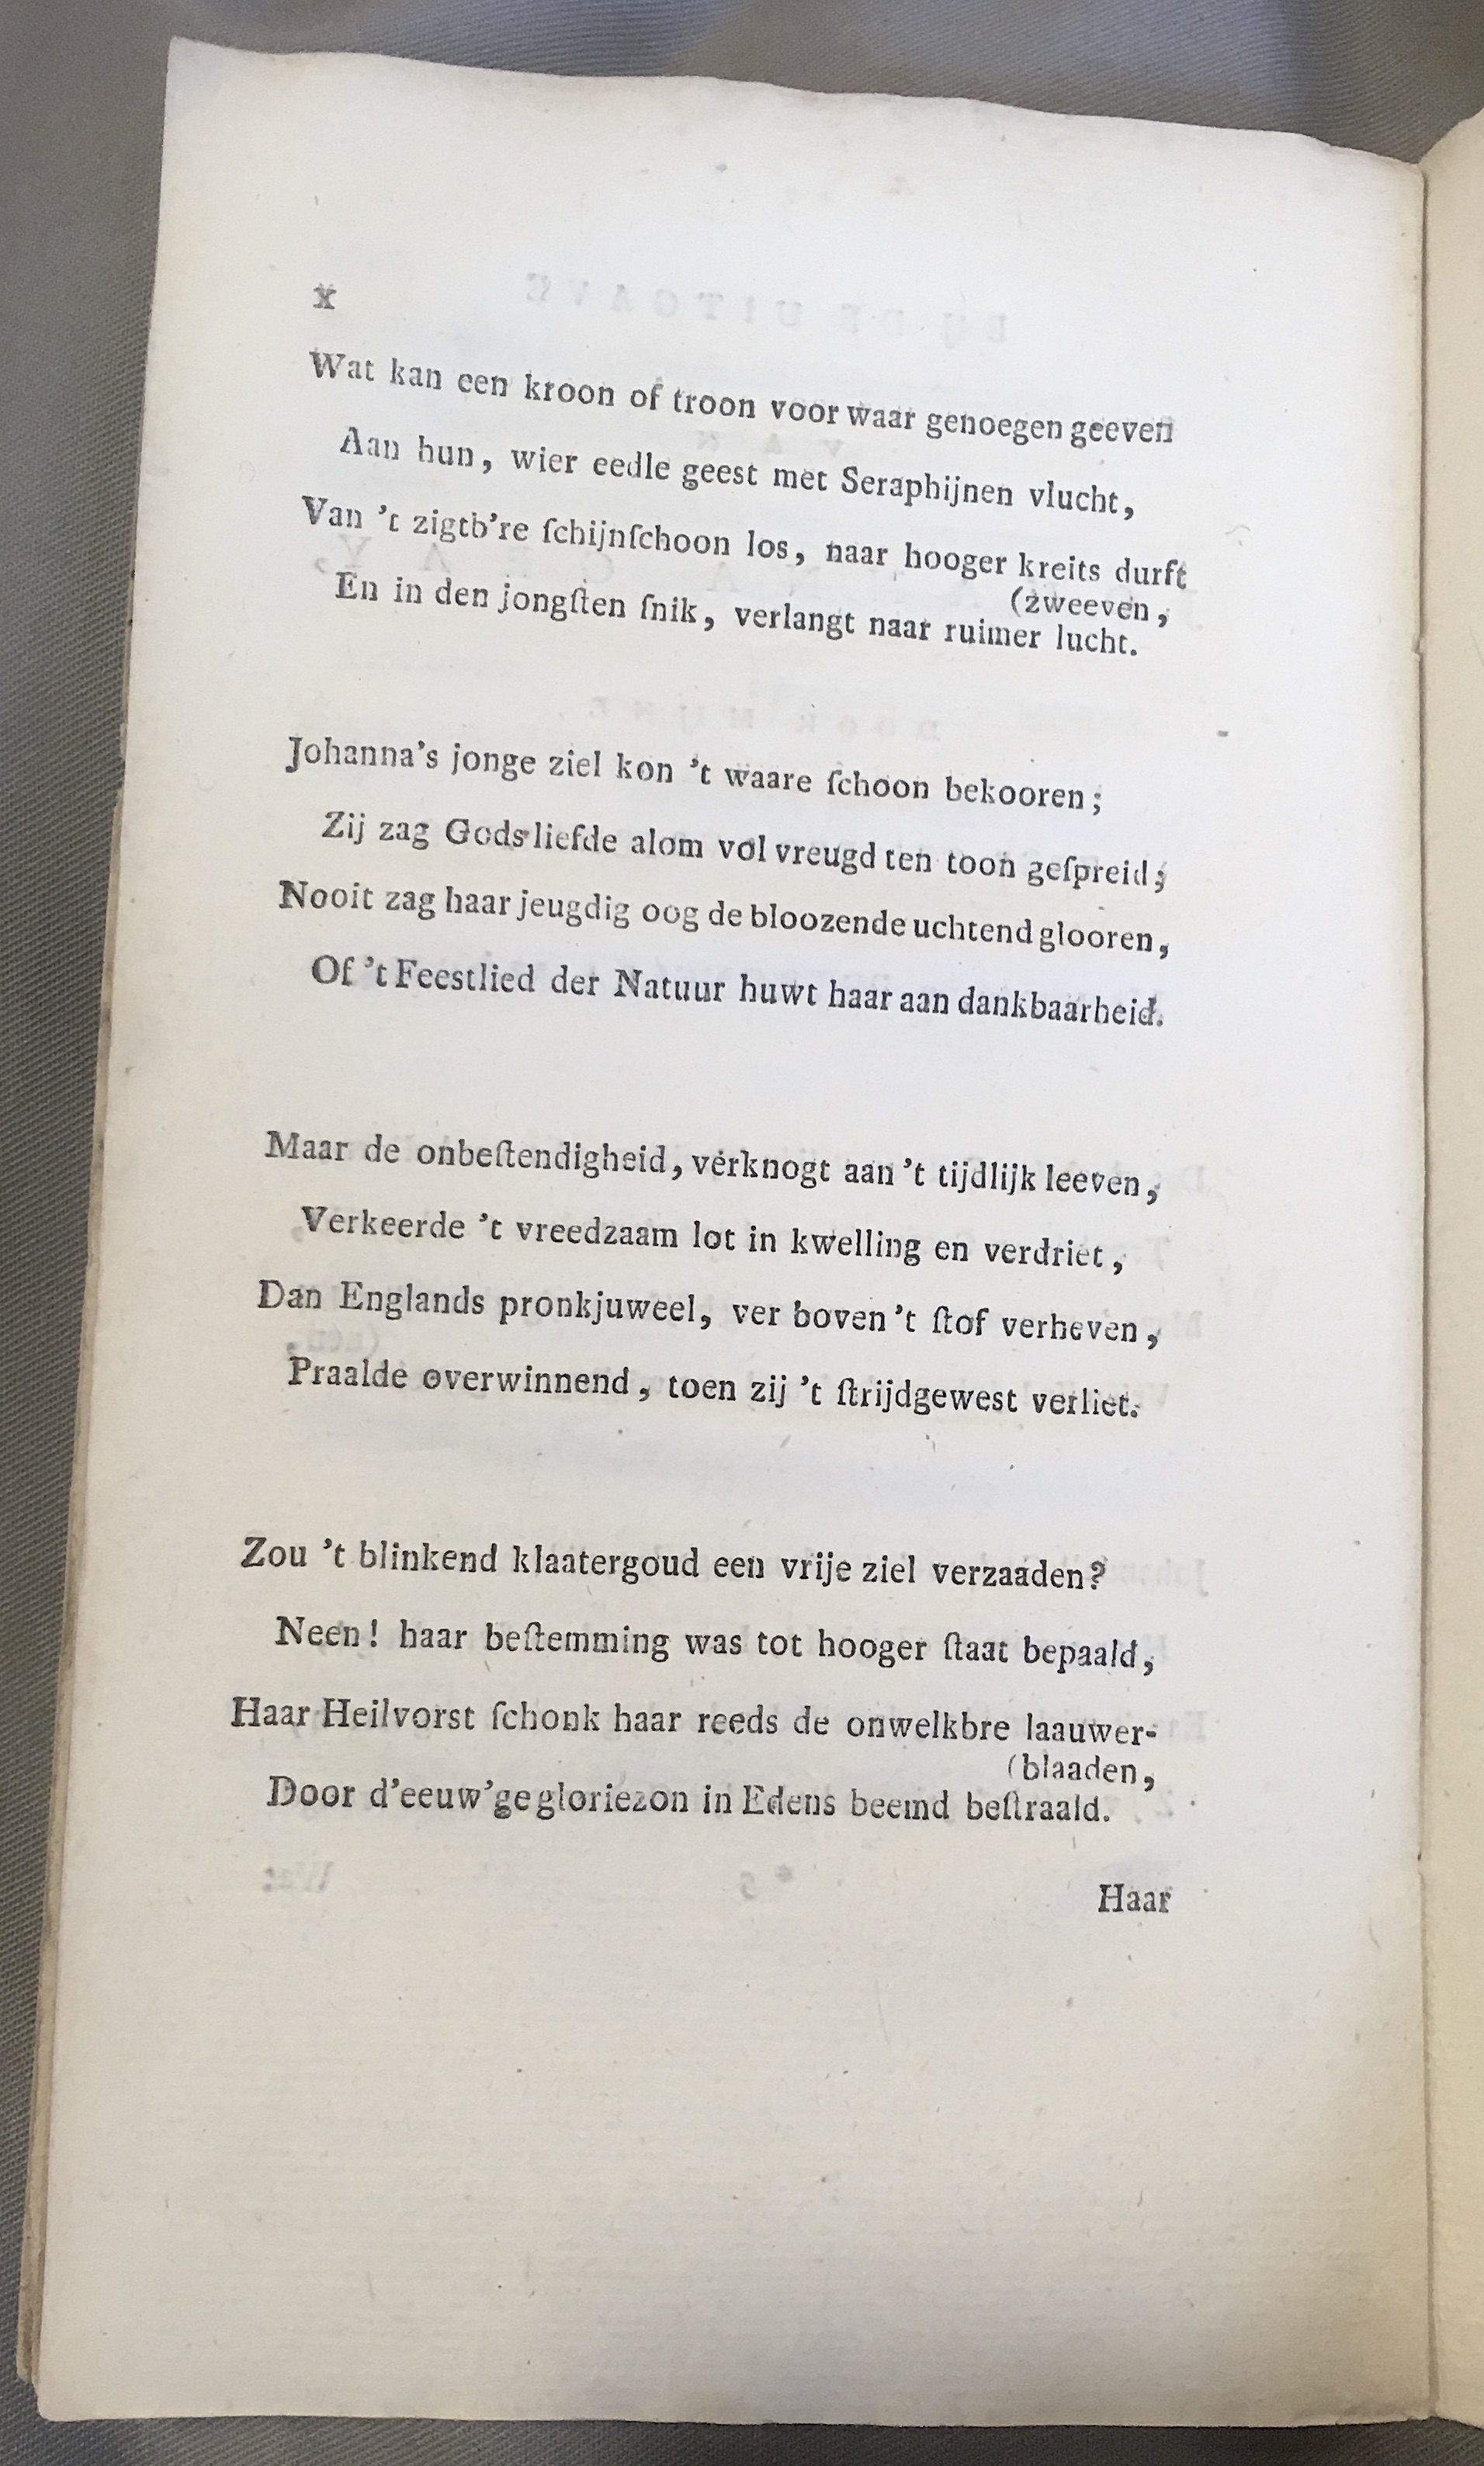 x
Wat kan een kroon of troon voor waar genoegen geeven
Aan hun, wier eedle geest met Seraphijnen vlucht,
Van 't zigtb're ſchijnſchoon los, naar hooger kreits durft
(zweeven,
En in den jongſten ſnik, verlangt naar ruimer lucht.
Johanna's jonge ziel kon 't waare ſchoon bekooren;
Zij zag Gods liefde alom vol vreugd ten toon geſpreid;
Nooit zag haar jeugdig oog de bloozende uchtend glooren,
Of 't Feestlied der Natuur huwt haar aan dankbaarheid.
Maar de onbeſtendigheid, verknogt aan 't tijdlijk leeven,
Verkeerde 't vreedzaam lot in kwelling en verdriet,
Dan Englands pronkjuweel, ver boven 't ſtof verheven,
Praalde overwinnend, toen zij 't ſtrijdgewest verliet.
Zou 't blinkend klaatergoud een vrije ziel verzaaden?
Neen! haar beſtemming was tot hooger ſtaat bepaald,
Haar Heilvorst ſchonk haar reeds de onwelkbre laauwer-
(blaaden,
Door d'eeuw'ge gloriezon in Edens beemd beſtraald.
Haar